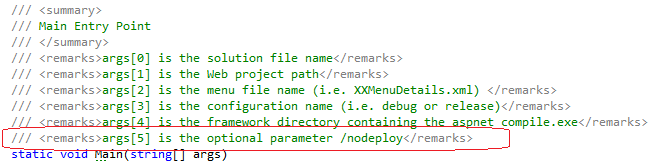 /// <summary>
/// Main Entry Point
/// </summary>
/// <remarks>args[0] is the solution file name</remarks>
/// <remarks>args[1] is the Web project path</remarks>
/// <remarks>args[2] is the menu file name (i.e. XXMenuDetails.xml) </remarks>
/// <remarks>args[3] is the configuration name (i.e. debug or release)</remarks>
/// <remarks>args[4] is the framework directory containing the aspnet_compile.exe</remarks>
/// <remarks>args[5] is the optional parameter /nodeploy</remarks>
static void Main(string[] args)